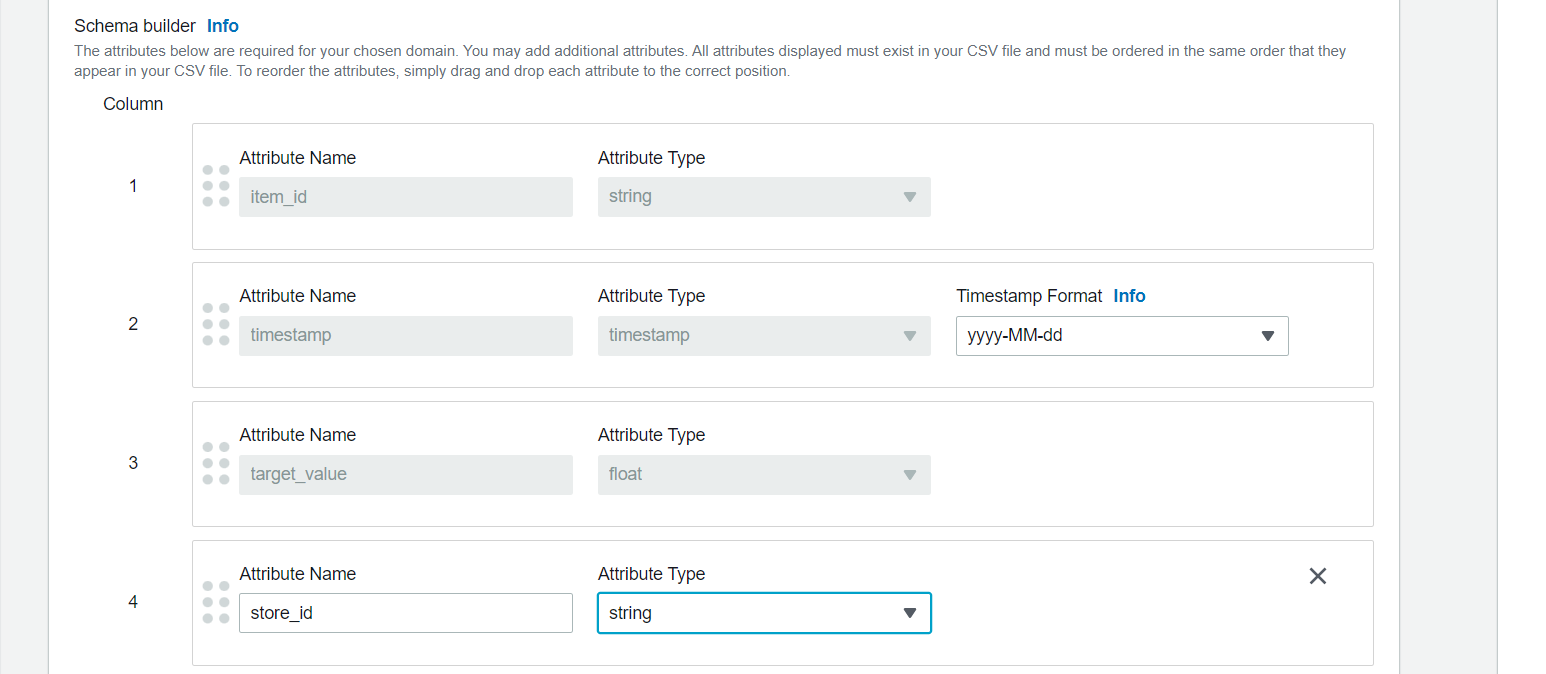 Schema builder Info
The attributes below are required for your chosen domain. You may add additional attributes. All attributes displayed must exist in your CSV file and must be ordered in the same order that they
appear in your CSV file. To reorder the attributes, simply drag and drop each attribute to the correct position.
Column
Attribute Name Attribute Type
1 item_id string
Attribute Name Attribute Type Timestamp Format Info
2 timestamp timestamp yyyy-MM-dd
Attribute Name Attribute Type
3 target_value float
Attribute Name Attribute Type
4 store_id string